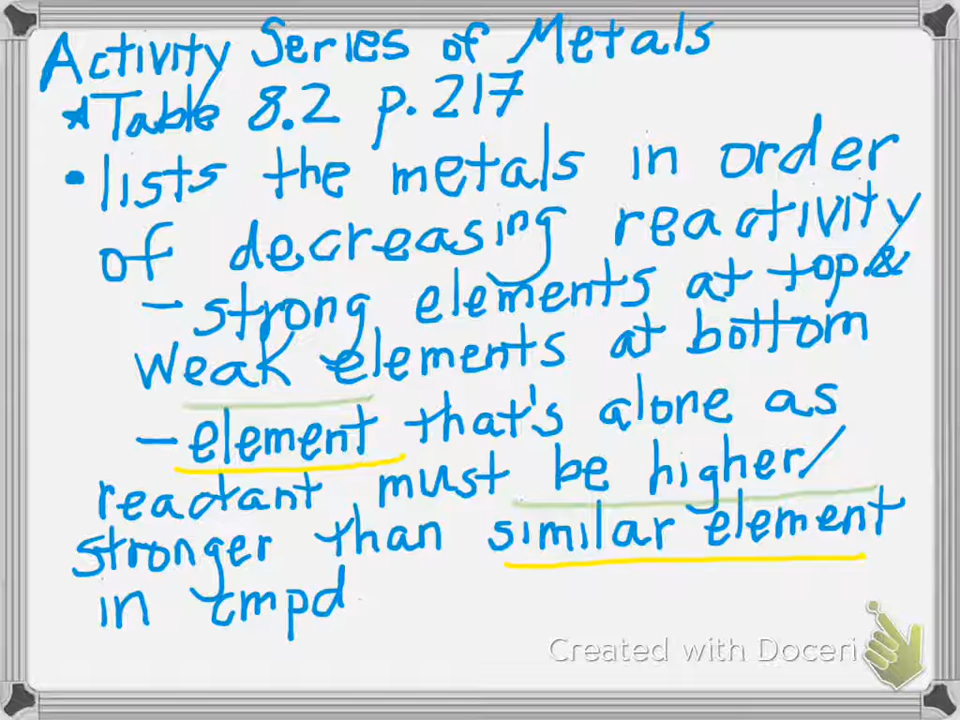 Activity Series of Metals
*Table 8.2 p. 217
• lists the metals in order
of decreasing reactivity
- strong elements at top &
weak elements at bottom
- element that's alone as
reactant must be higher/
stronger than similar element
in cmpd
Created with Doceri